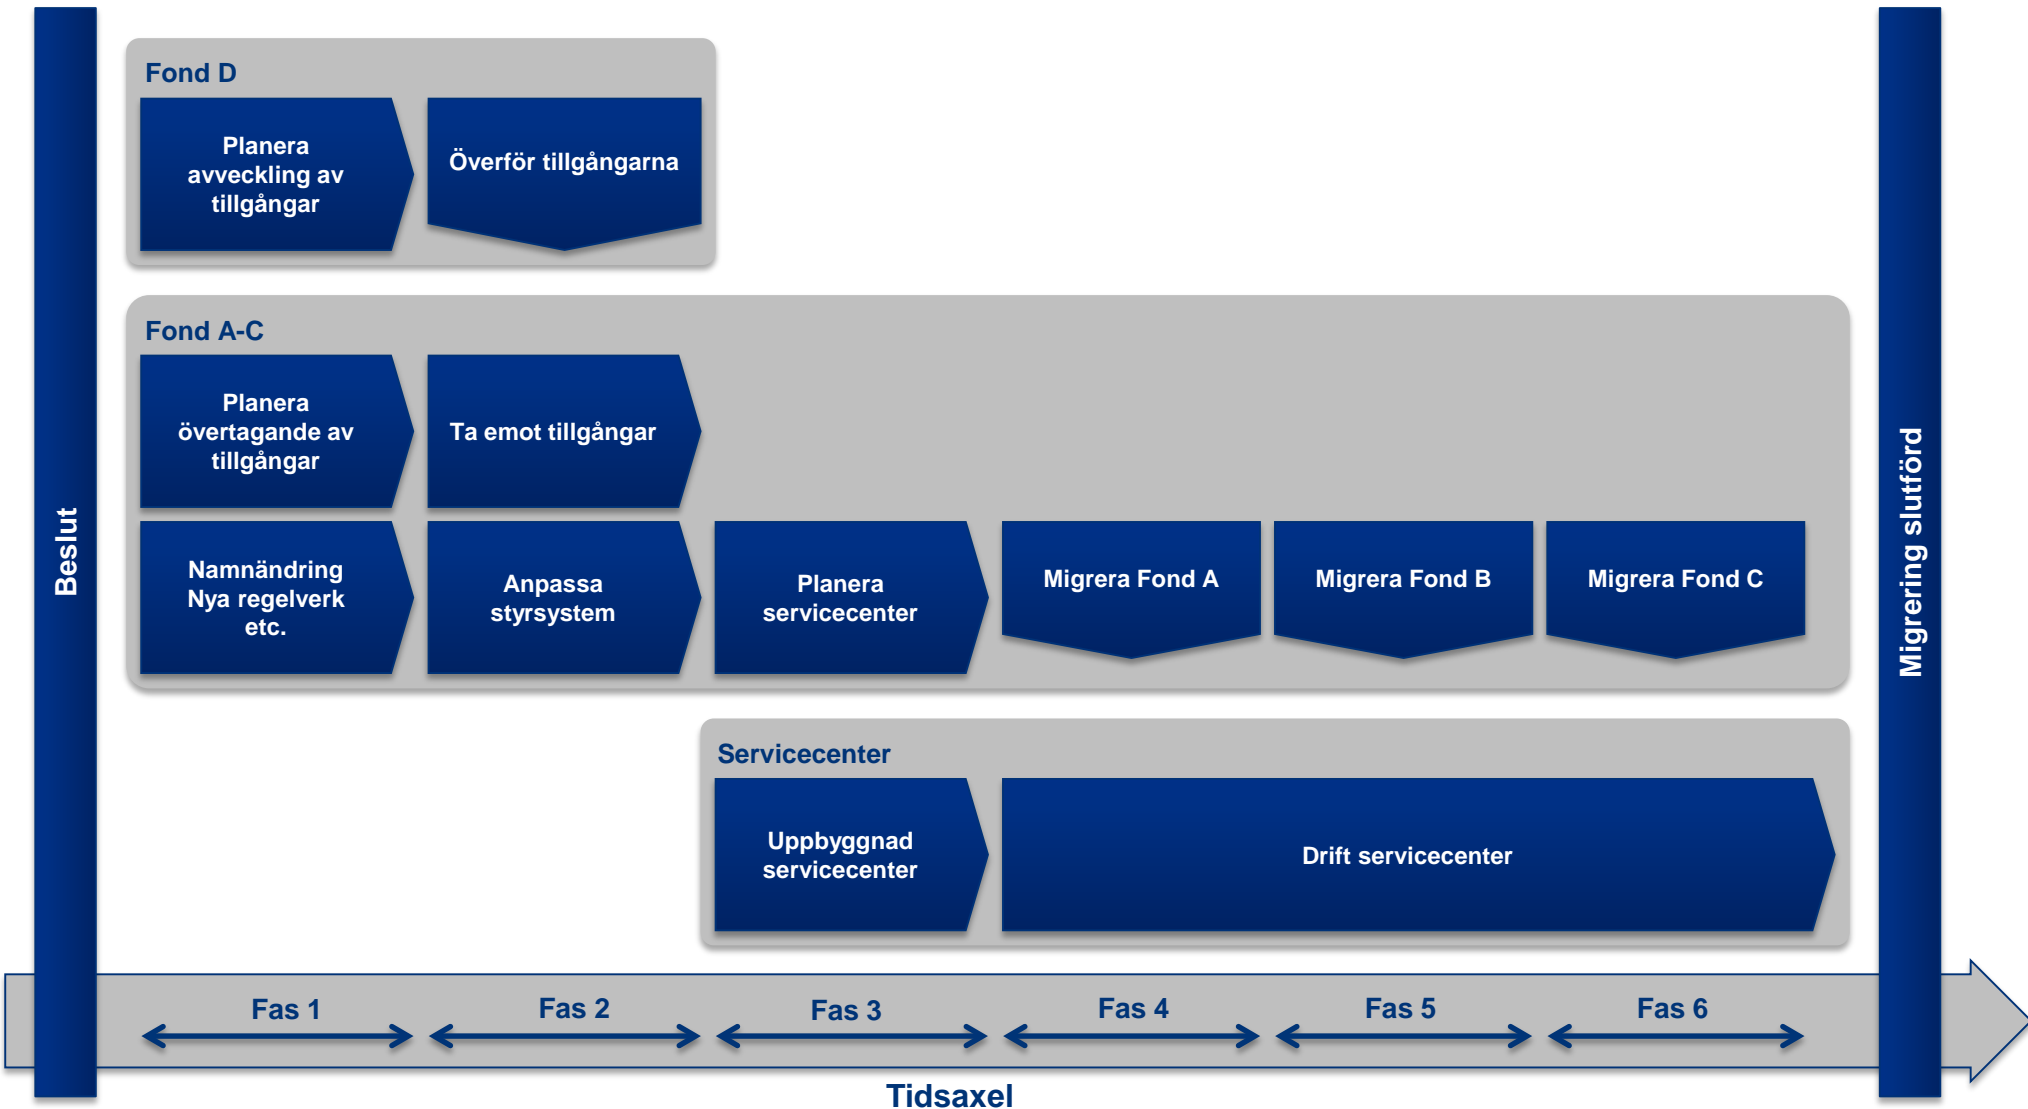 Beslut
Fond D
Planera
avveckling av
tillgångar
Överför tillgångarna
Fond A-C
Planera
övertagande av
tillgångar
Ta emot tillgångar
Namnändring
Nya regelverk
etc.
Anpassa
styrsystem
Planera
servicecenter
Migrera Fond A
Migrera Fond B
Migrera Fond C
Servicecenter
Uppbyggnad
servicecenter
Drift servicecenter
Migrering slutförd
Fas 1
Fas 2
Fas 3
Fas 4
Fas 5
Fas 6
Tidsaxel